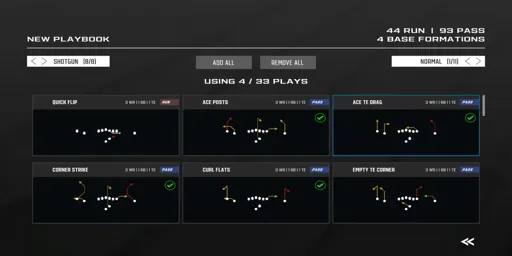 NEW PLAYBOOK
44 RUN | 93 PASS
4 BASE FORMATIONS
SHOTGUN (8/8)
ADD ALL
REMOVE ALL
NORMAL (1/11)
USING 4 / 33 PLAYS
QUICK FLIP
3 WR | 1 RB | 1 TE
RUN
ACE POSTS
3 WR | 1 RB | 1 TE
PASS
ACE TE DRAG
3 WR | 1 RB | 1 TE
PASS
CORNER STRIKE
3 WR | 1 RB | 1 TE
PASS
CURL FLATS
3 WR | 1 RB | 1 TE
PASS
EMPTY TE CORNER
3 WR | 1 RB | 1 TE
PASS